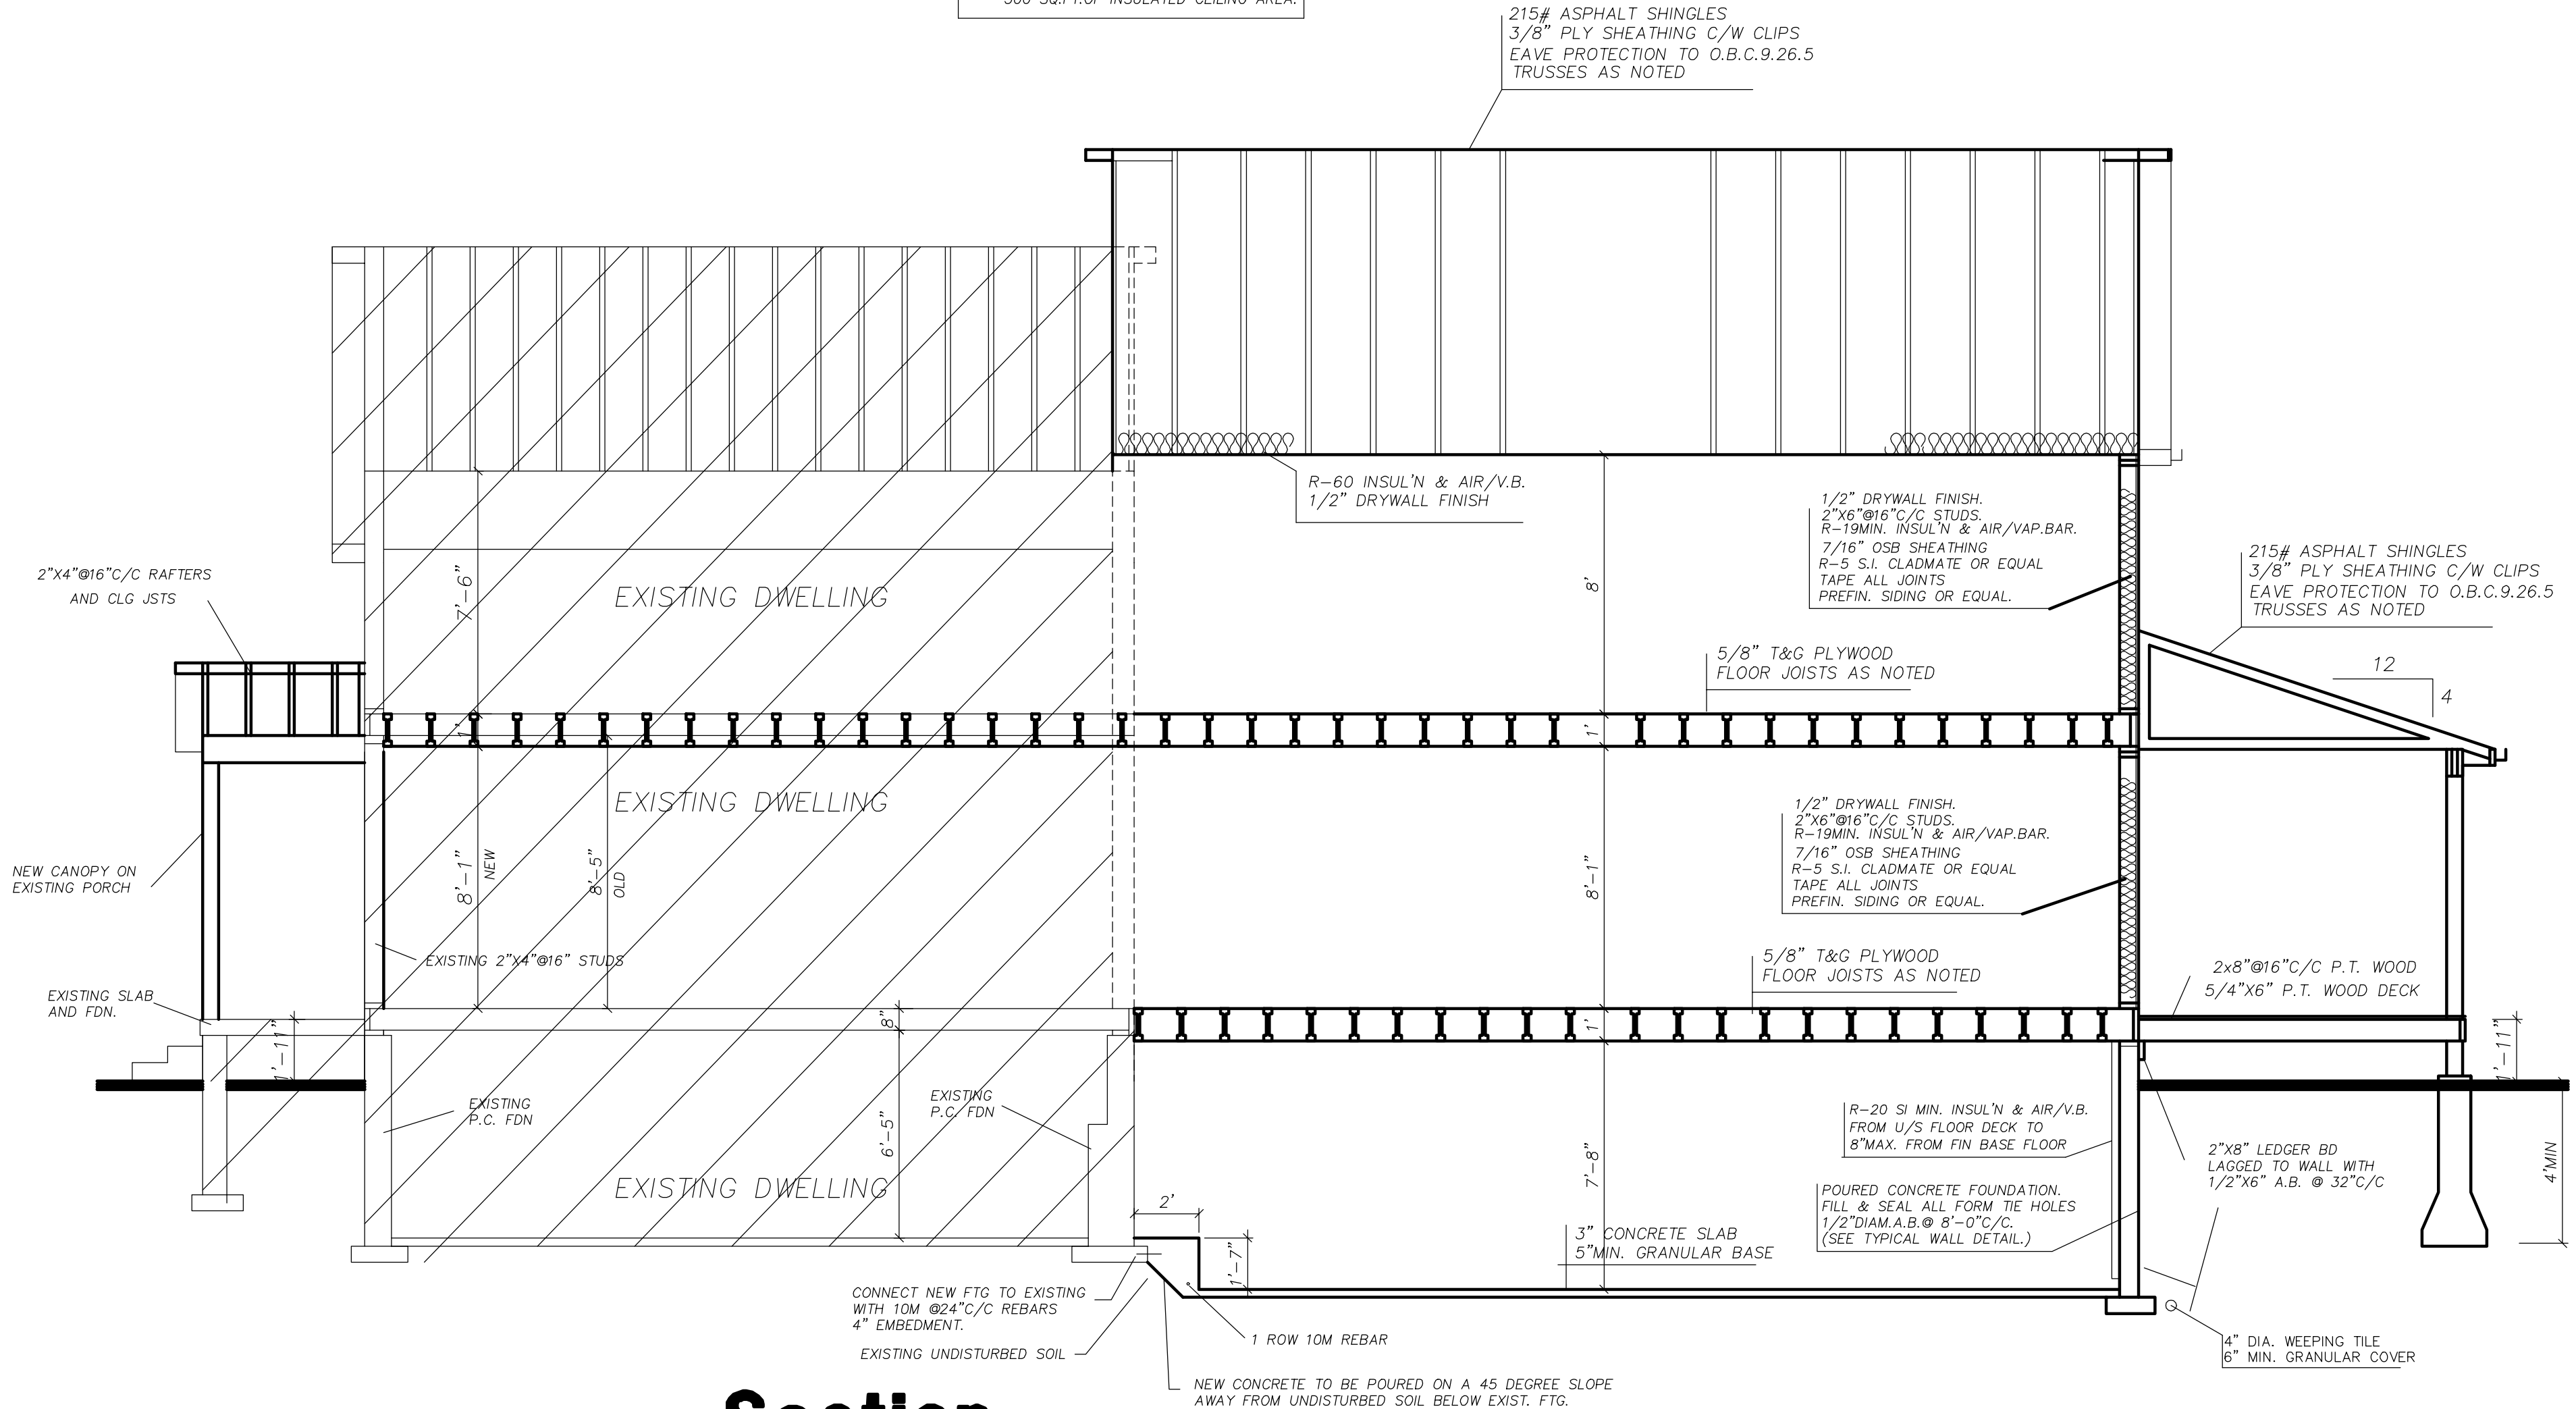 500 SQ.FT.OF INSULATED CEILING AREA.
215# ASPHALT SHINGLES
3/8" PLY SHEATHING C/W CLIPS
EAVE PROTECTION TO O.B.C.9.26.5
TRUSSES AS NOTED
R-60 INSUL'N & AIR/V.B.
1/2" DRYWALL FINISH
1/2" DRYWALL FINISH.
2"X6"@16"C/C STUDS.
R-19MIN. INSUL'N & AIR/VAP.BAR.
7/16" OSB SHEATHING
R-5 S.I. CLADMATE OR EQUAL
TAPE ALL JOINTS
PREFIN. SIDING OR EQUAL.
215# ASPHALT SHINGLES
3/8" PLY SHEATHING C/W CLIPS
EAVE PROTECTION TO O.B.C.9.26.5
TRUSSES AS NOTED
2"X4"@16"C/C RAFTERS
AND CLG JSTS
7'-6"
EXISTING DWELLING
8'
5/8" T&G PLYWOOD
FLOOR JOISTS AS NOTED
12
4
1'
1'
EXISTING DWELLING
NEW CANOPY ON
EXISTING PORCH
8'-1"
NEW
8'-5"
OLD
8'-1"
1/2" DRYWALL FINISH.
2"X6"@16"C/C STUDS.
R-19MIN. INSUL'N & AIR/VAP.BAR.
7/16" OSB SHEATHING
R-5 S.I. CLADMATE OR EQUAL
TAPE ALL JOINTS
PREFIN. SIDING OR EQUAL.
EXISTING 2"X4"@16" STUDS
5/8" T&G PLYWOOD
FLOOR JOISTS AS NOTED
2x8"@16"C/C P.T. WOOD
5/4"X6" P.T. WOOD DECK
EXISTING SLAB
AND FDN.
1'-11"
8"
1'
1'-11"
EXISTING
P.C. FDN
EXISTING
P.C. FDN
6'-5"
7'-8"
R-20 SI MIN. INSUL'N & AIR/V.B.
FROM U/S FLOOR DECK TO
8"MAX. FROM FIN BASE FLOOR
2"X8" LEDGER BD
LAGGED TO WALL WITH
1/2"X6" A.B. @ 32"C/C
4'MIN
EXISTING DWELLING
2'
POURED CONCRETE FOUNDATION.
FILL & SEAL ALL FORM TIE HOLES
1/2"DIAM.A.B.@ 8'-0"C/C.
(SEE TYPICAL WALL DETAIL.)
1'-7"
3" CONCRETE SLAB
5"MIN. GRANULAR BASE
CONNECT NEW FTG TO EXISTING
WITH 10M @24"C/C REBARS
4" EMBEDMENT.
EXISTING UNDISTURBED SOIL
1 ROW 10M REBAR
4" DIA. WEEPING TILE
6" MIN. GRANULAR COVER
NEW CONCRETE TO BE POURED ON A 45 DEGREE SLOPE
AWAY FROM UNDISTURBED SOIL BELOW EXIST. FTG.
Section